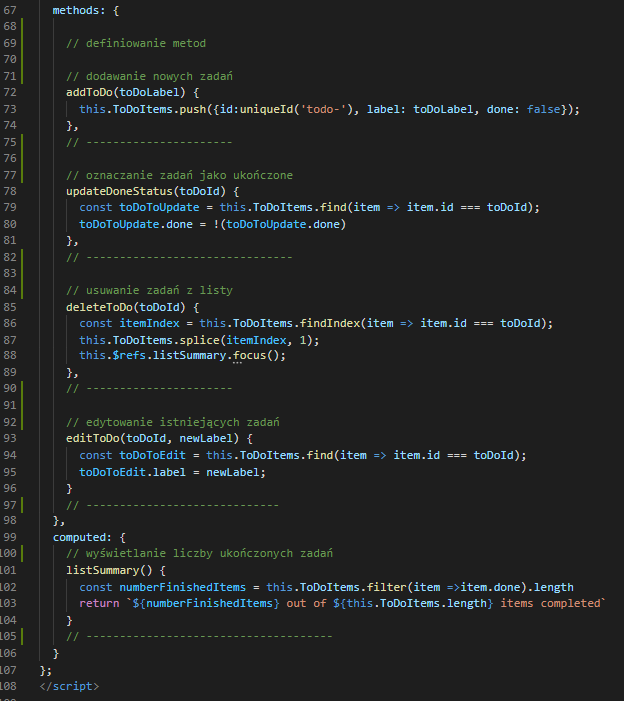 67 methods: {
68
69 // definiowanie metod
70
71 // dodawanie nowych zadań
72 addToDo(toDoLabel) {
73 this.ToDoItems.push({id:uniqueId('todo-'), label: toDoLabel, done: false});
74 },
75 // ----------------------
76
77 // oznaczanie zadań jako ukończone
78 updateDoneStatus(toDoId) {
79 const toDoToUpdate = this.ToDoItems.find(item => item.id === toDoId);
80 toDoToUpdate.done = !(toDoToUpdate.done)
81 },
82 // -------------------------------
83
84 // usuwanie zadań z listy
85 deleteToDo(toDoId) {
86 const itemIndex = this.ToDoItems.findIndex(item => item.id === toDoId);
87 this.ToDoItems.splice(itemIndex, 1);
88 this.$refs.listSummary.focus();
89 },
90 // ----------------------
91
92 // edytowanie istniejących zadań
93 editToDo(toDoId, newLabel) {
94 const toDoToEdit = this.ToDoItems.find(item => item.id === toDoId);
95 toDoToEdit.label = newLabel;
96 }
97 // -----------------------------
98 },
99 computed: {
100 // wyświetlanie liczby ukończonych zadań
101 listSummary() {
102 const numberFinishedItems = this.ToDoItems.filter(item =>item.done).length
103 return `${numberFinishedItems} out of ${this.ToDoItems.length} items completed`
104 }
105 // -------------------------------------
106 }
107 };
108 </script>